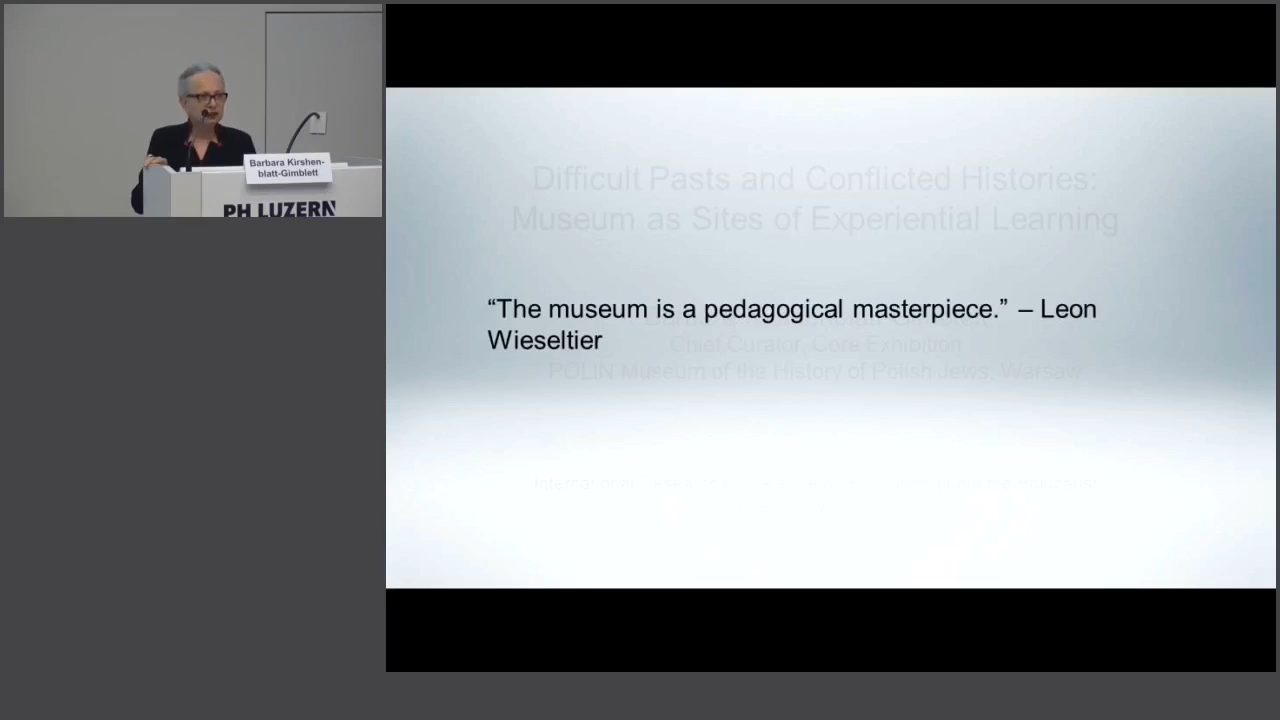 Barbara Kirshen-
blatt-Gimblett
PH LUZERN
Difficult Pasts and Conflicted Histories:
Museum as Sites of Experiential Learning
“The museum is a pedagogical masterpiece.” – Leon
Wieseltier
Chief Curator, Core Exhibition
POLIN Museum of the History of Polish Jews, Warsaw